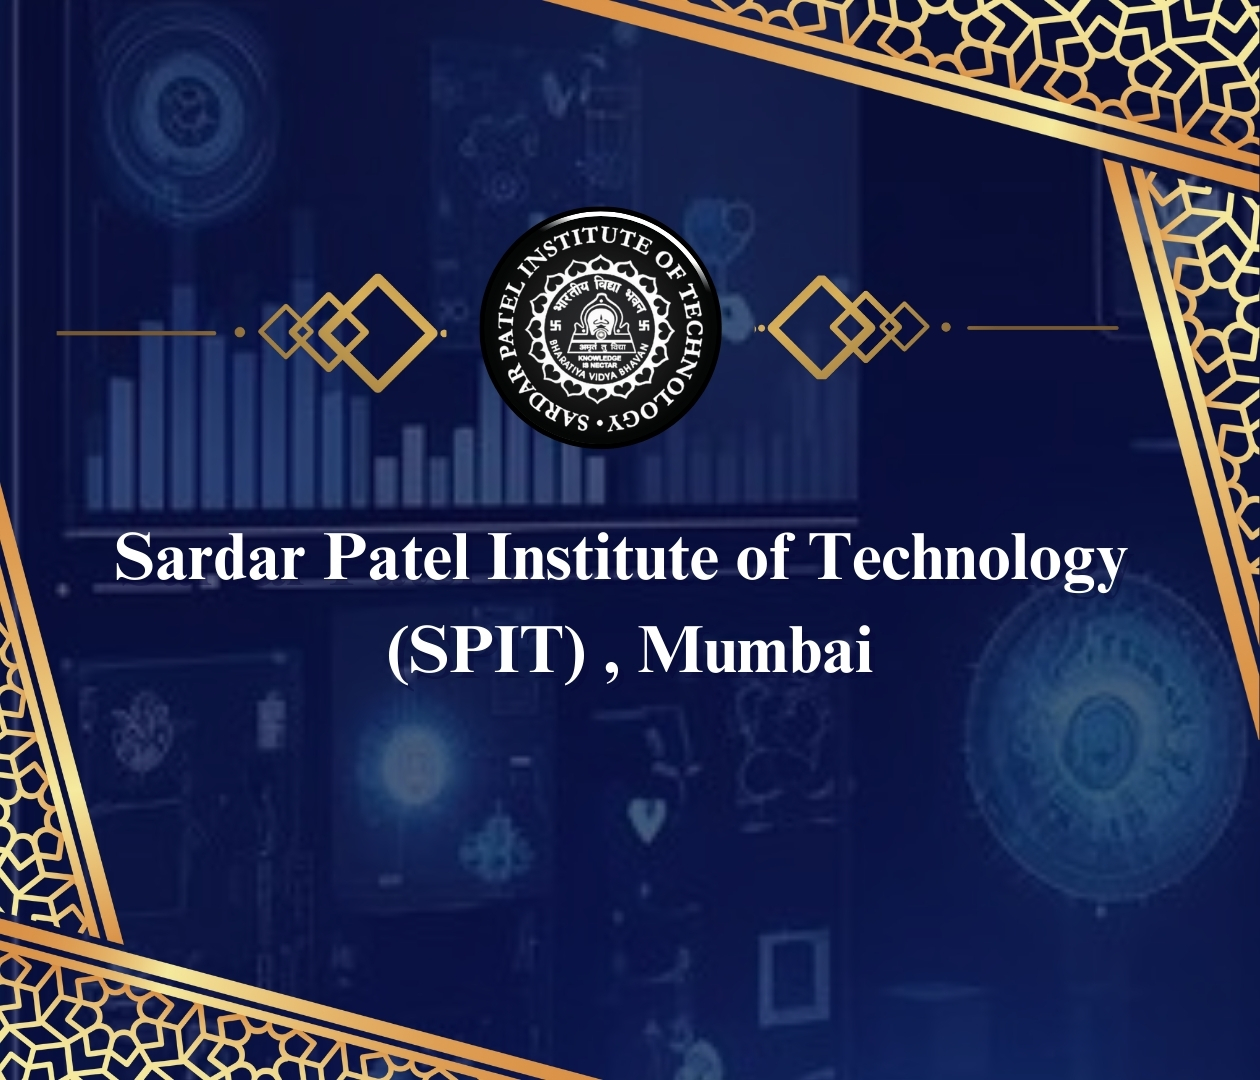 SARDAR PATEL INSTITUTE OF TECHNOLOGY •
भारतीय विद्या भवन
अमृतं तु विद्या
KNOWLEDGE
IS NECTAR
BHARATIYA VIDYA BHAVAN
Sardar Patel Institute of Technology
(SPIT) , Mumbai